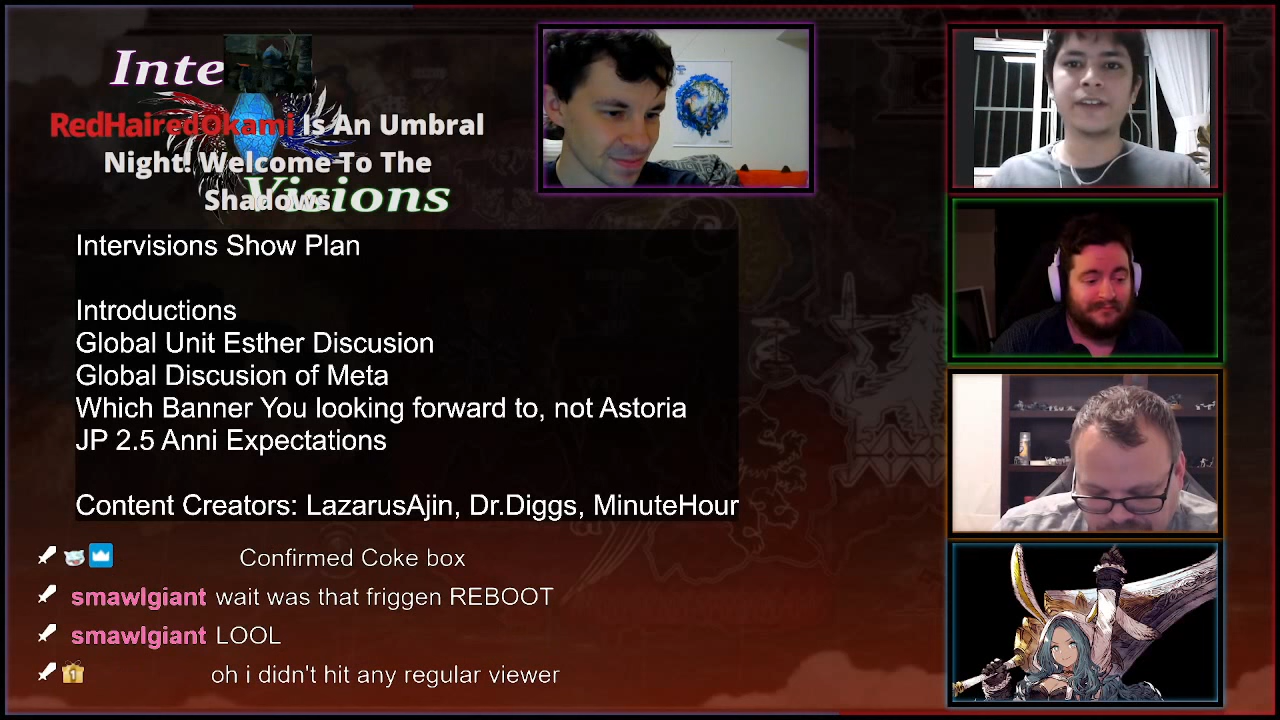 Inte
RedHairedOkami Is An Umbral
Night! Welcome To The
Shadows!
Visions
Intervisions Show Plan
Introductions
Global Unit Esther Discusion
Global Discusion of Meta
Which Banner You looking forward to, not Astoria
JP 2.5 Anni Expectations
Content Creators: LazarusAjin, Dr.Diggs, MinuteHour
Confirmed Coke box
smawlgiant wait was that friggen REBOOT
smawlgiant LOOL
1 oh i didn't hit any regular viewer